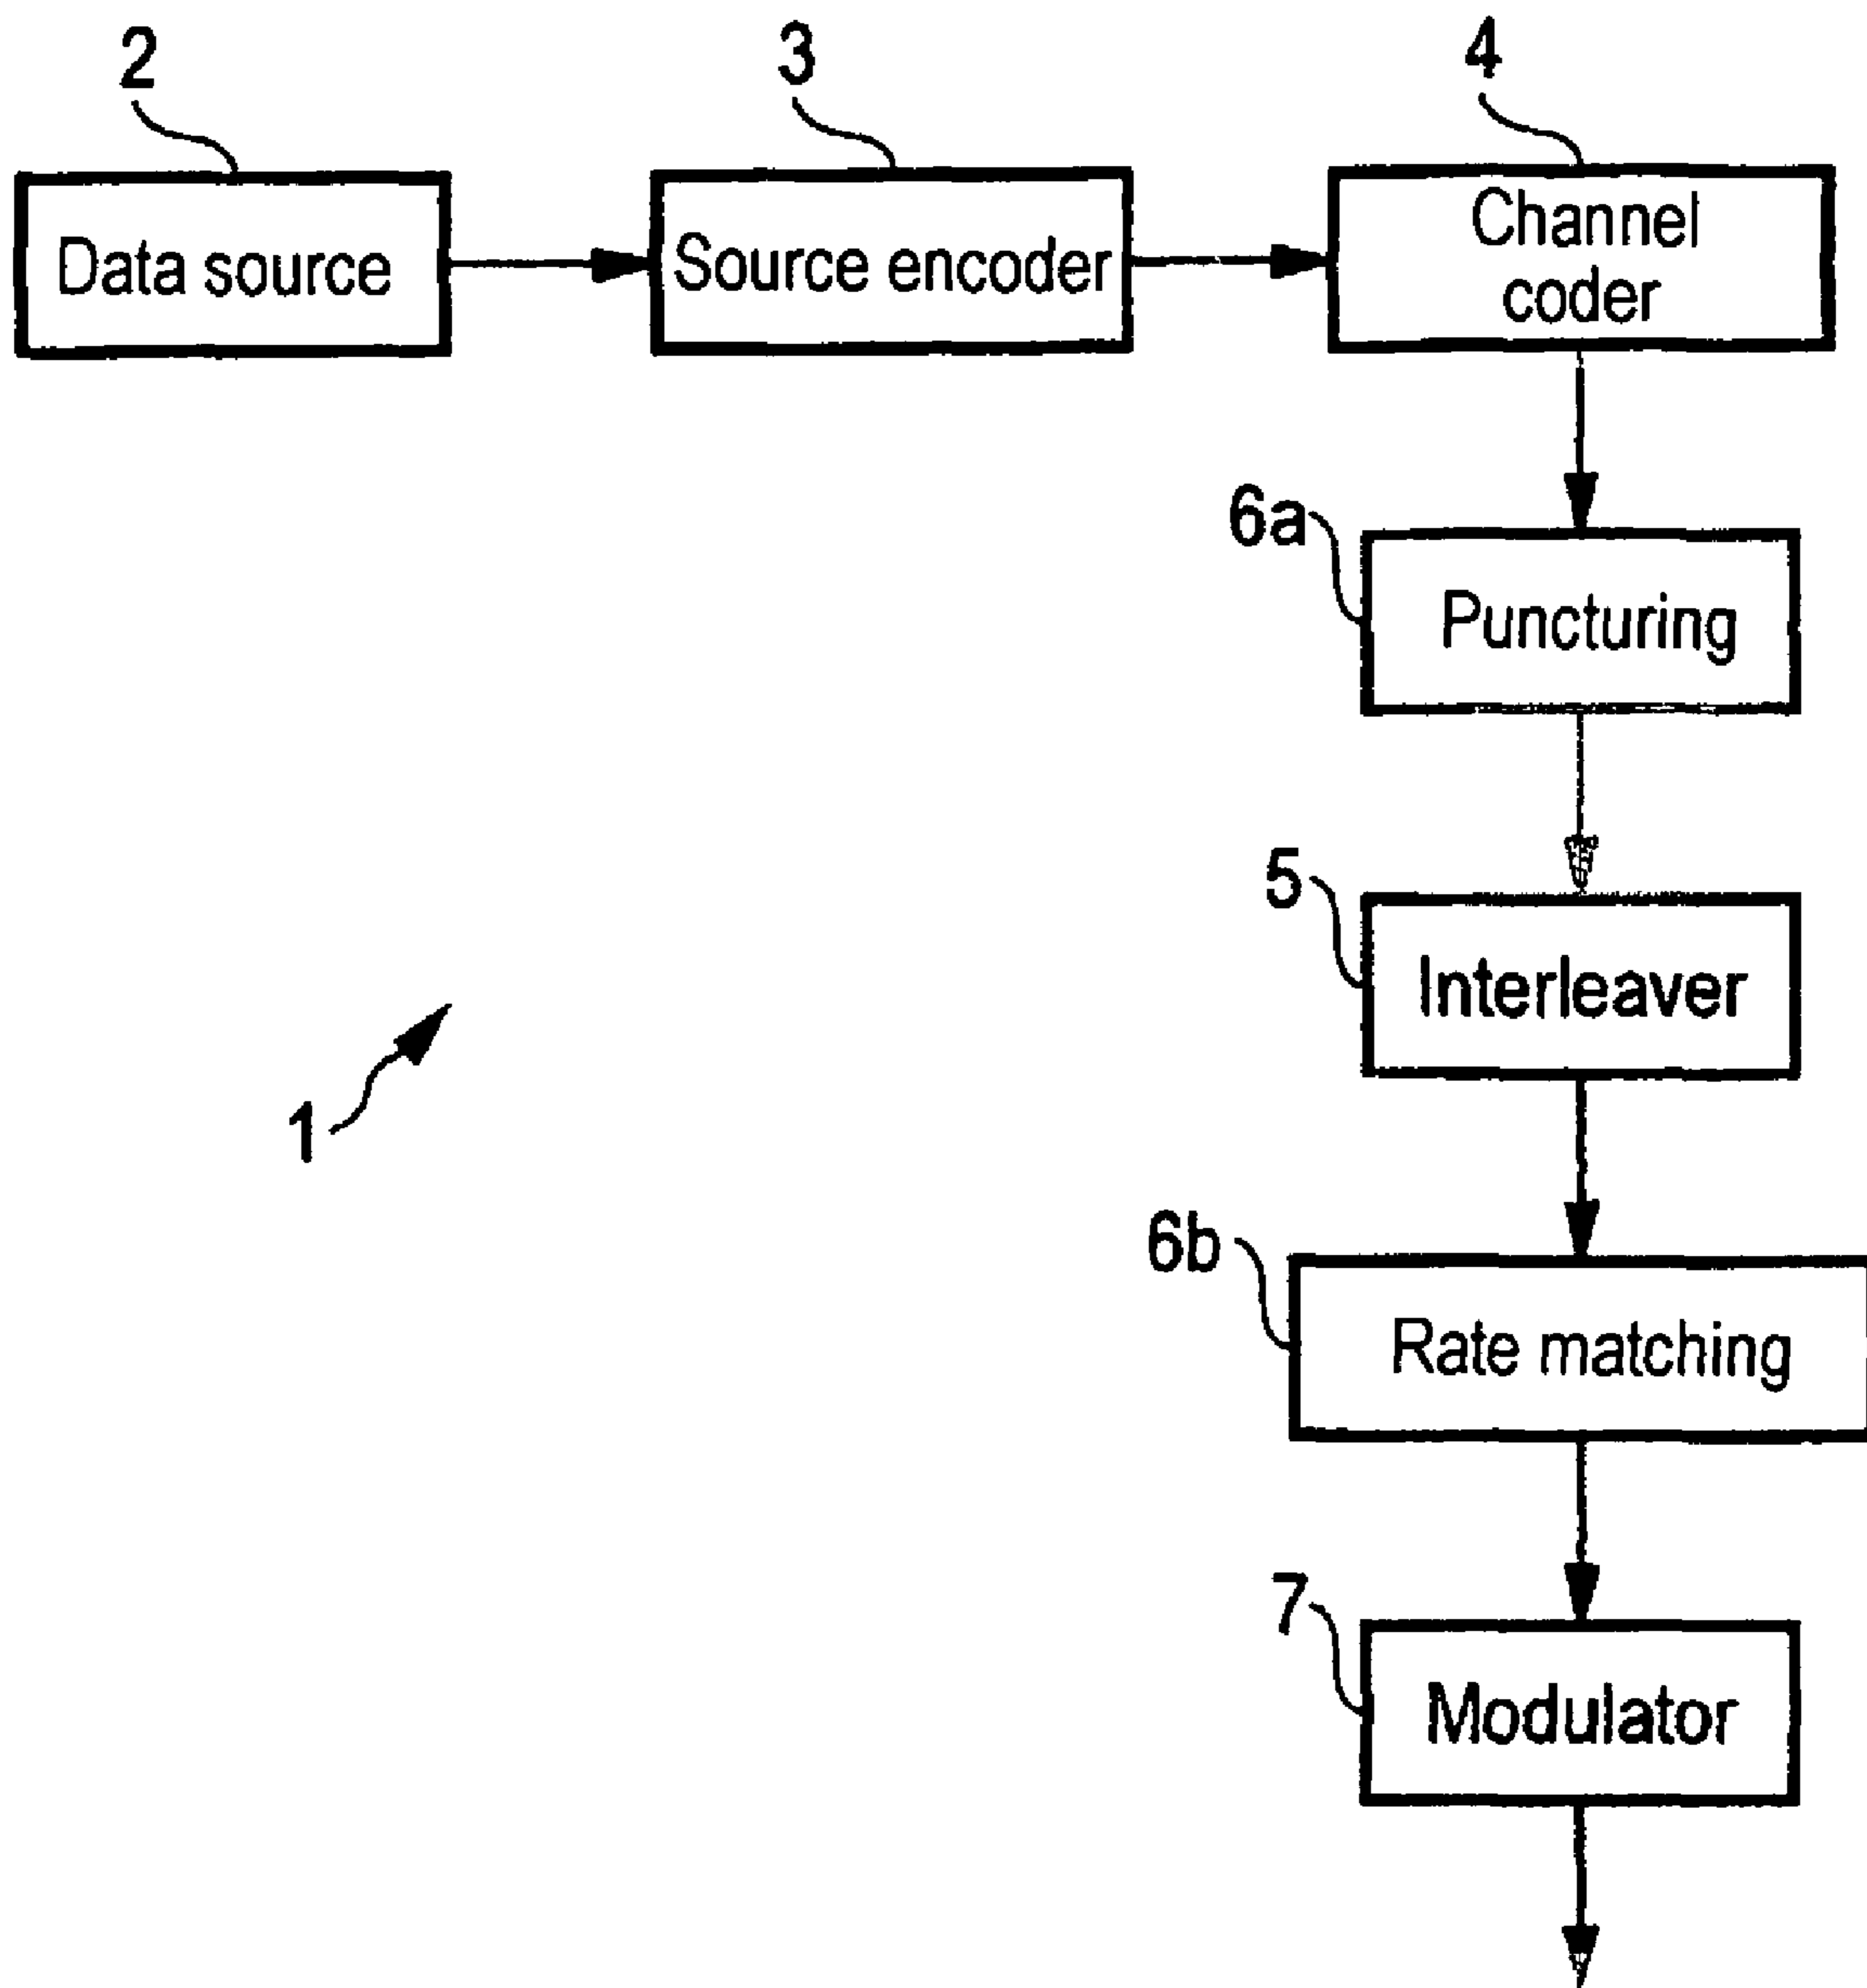 2
3
4
Data source
Source encoder
Channel
coder
6a
Puncturing
5
Interleaver
1
6b
Rate matching
7
Modulator